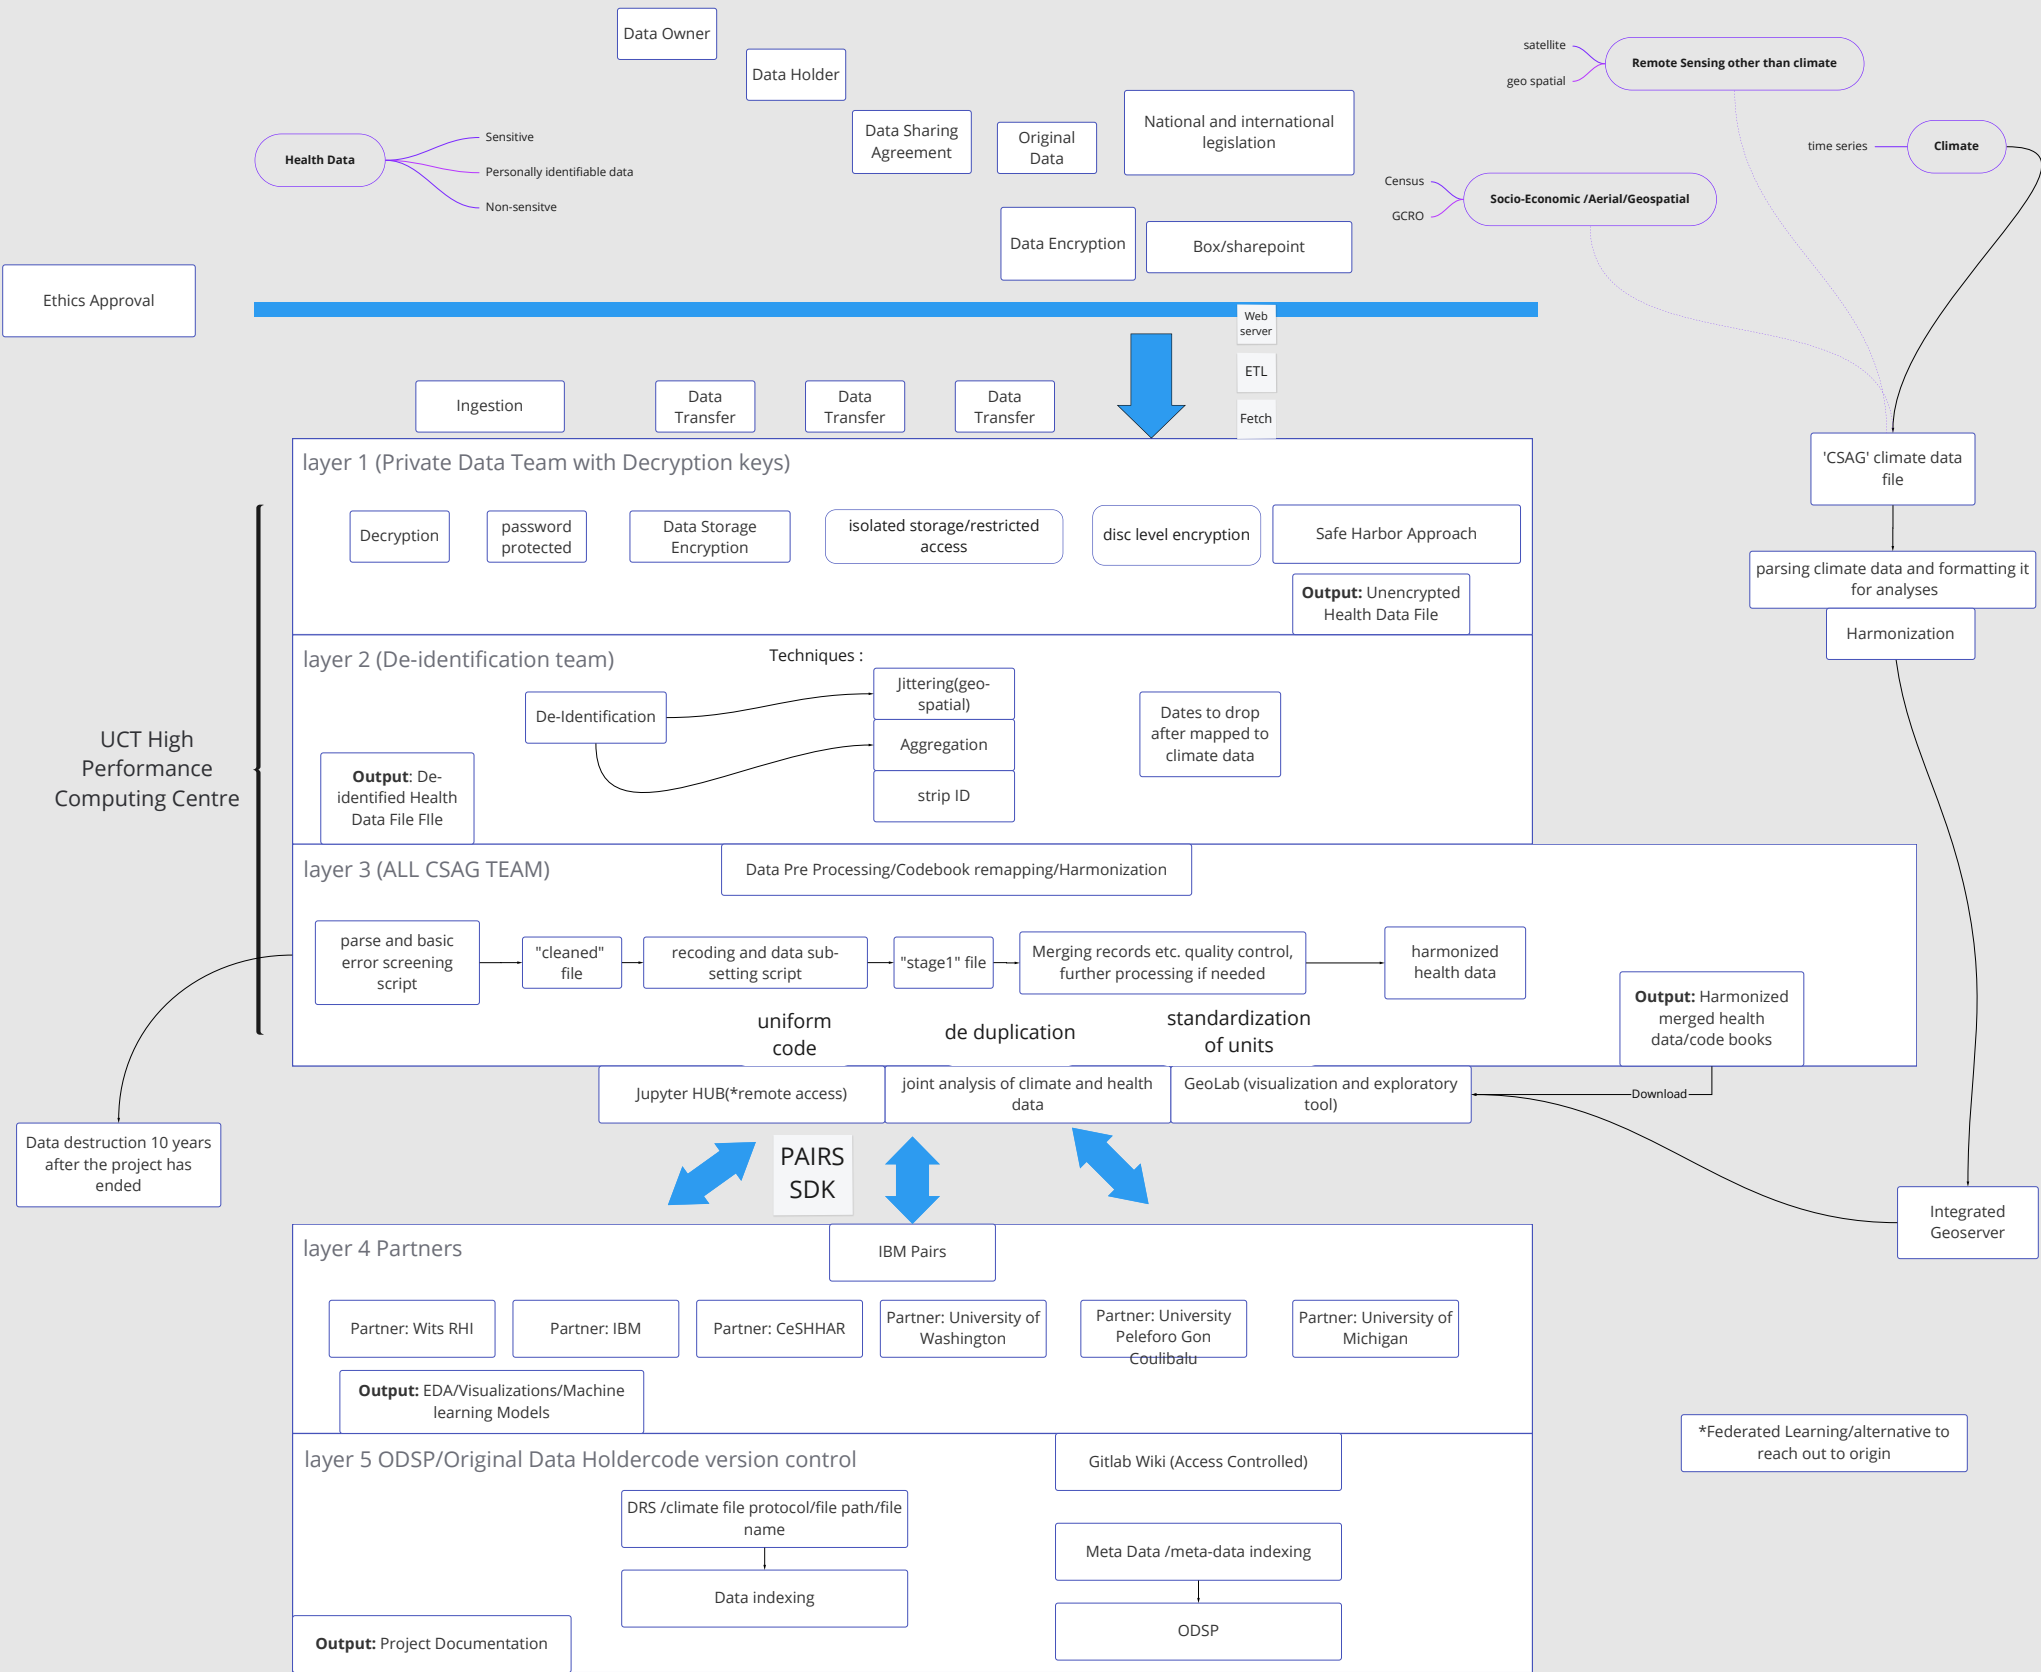 Data Owner
Data Holder
satellite
Remote Sensing other than climate
geo spatial
Data Sharing
Agreement
Original
Data
National and international
legislation
Health Data
Sensitive
Personally identifiable data
Non-sensitve
time series
Climate
Census
GCRO
Socio-Economic /Aerial/Geospatial
Data Encryption
Box/sharepoint
Ethics Approval
Web
server
ETL
Fetch
Ingestion
Data
Transfer
Data
Transfer
Data
Transfer
layer 1 (Private Data Team with Decryption keys)
Decryption
password
protected
Data Storage
Encryption
isolated storage/restricted
access
disc level encryption
Safe Harbor Approach
Output: Unencrypted
Health Data File
'CSAG' climate data
file
parsing climate data and formatting it
for analyses
Harmonization
layer 2 (De-identification team)
Techniques :
De-Identification
Jittering(geo-
spatial)
Aggregation
strip ID
Dates to drop
after mapped to
climate data
Output: De-
identified Health
Data File FIle
UCT High
Performance
Computing Centre
layer 3 (ALL CSAG TEAM)
Data Pre Processing/Codebook remapping/Harmonization
parse and basic
error screening
script
"cleaned"
file
recoding and data sub-
setting script
"stage1" file
Merging records etc. quality control,
further processing if needed
harmonized
health data
Output: Harmonized
merged health
data/code books
uniform
code
de duplication
standardization
of units
Jupyter HUB(*remote access)
joint analysis of climate and health
data
GeoLab (visualization and exploratory
tool)
Download
Data destruction 10 years
after the project has
ended
PAIRS
SDK
Integrated
Geoserver
layer 4 Partners
IBM Pairs
Partner: Wits RHI
Partner: IBM
Partner: CeSHHAR
Partner: University of
Washington
Partner: University
Peleforo Gon
Coulibalu
Partner: University of
Michigan
Output: EDA/Visualizations/Machine
learning Models
*Federated Learning/alternative to
reach out to origin
layer 5 ODSP/Original Data Holdercode version control
Gitlab Wiki (Access Controlled)
DRS /climate file protocol/file path/file
name
Meta Data /meta-data indexing
Data indexing
ODSP
Output: Project Documentation